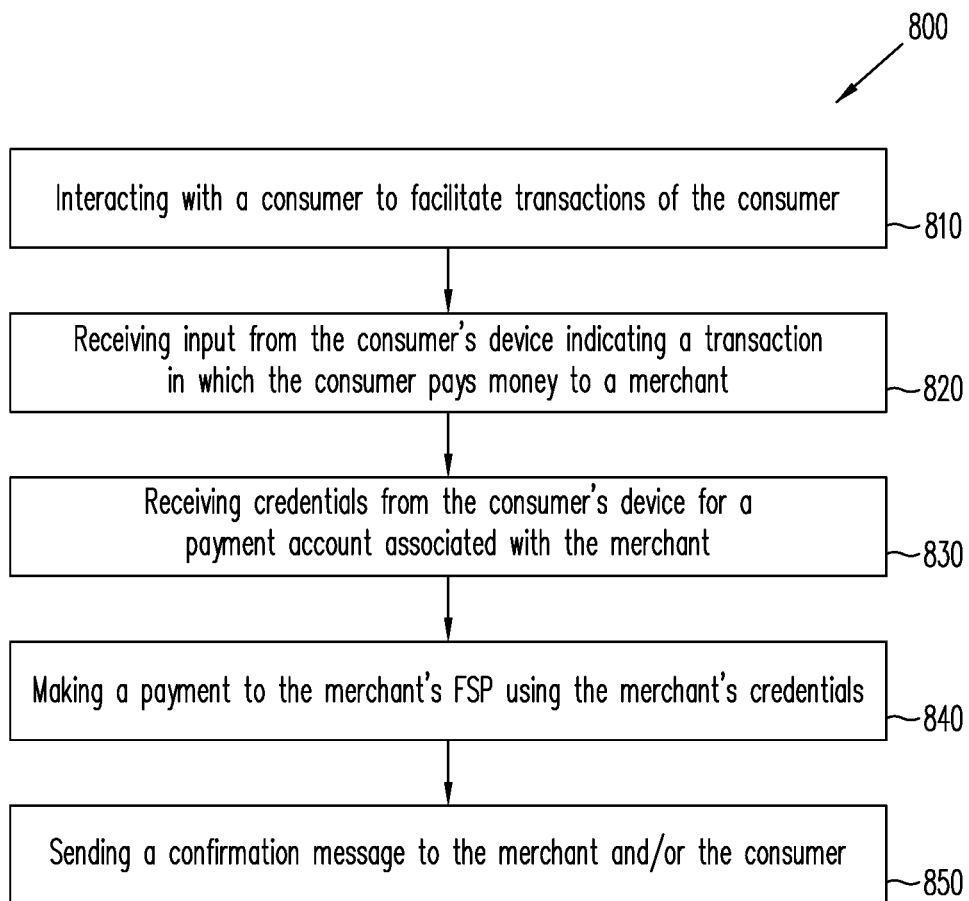 800
Interacting with a consumer to facilitate transactions of the consumer
810
Receiving input from the consumer's device indicating a transaction
in which the consumer pays money to a merchant
820
Receiving credentials from the consumer's device for a
payment account associated with the merchant
830
Making a payment to the merchant's FSP using the merchant's credentials
840
Sending a confirmation message to the merchant and/or the consumer
850